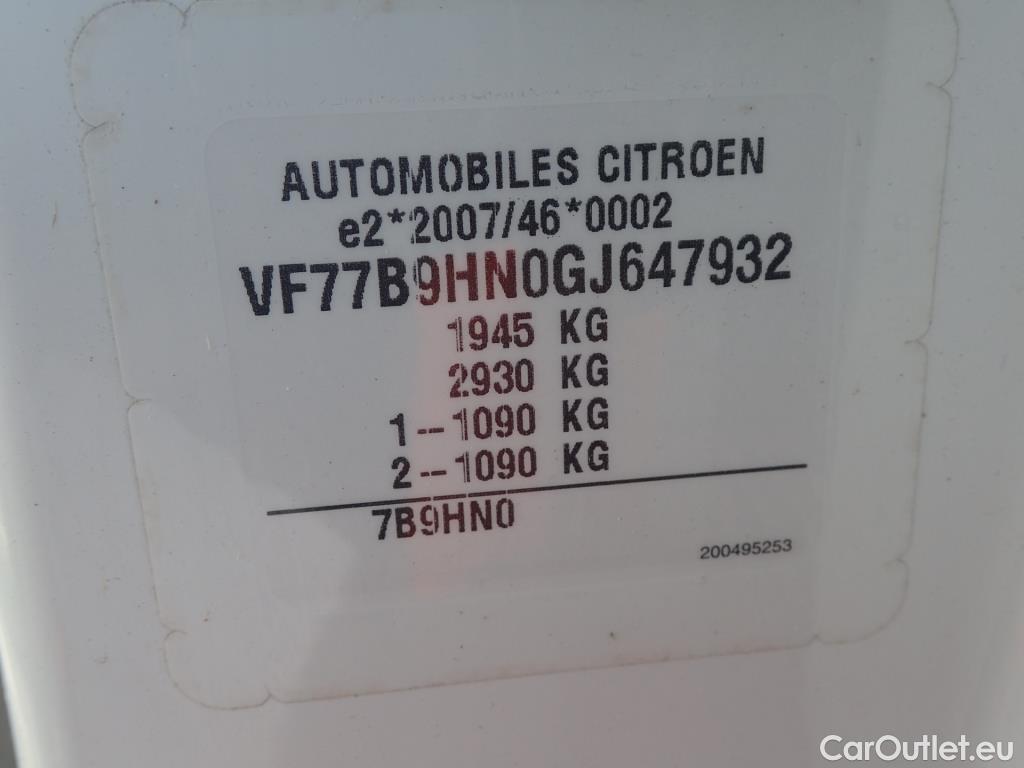 AUTOMOBILES CITROEN
e2*2007/46*0002
VF77B9HN0GJ647932
1945 KG
2930 KG
1--1090 KG
2--1090 KG
7B9HN0
200495253
CarOutlet.eu